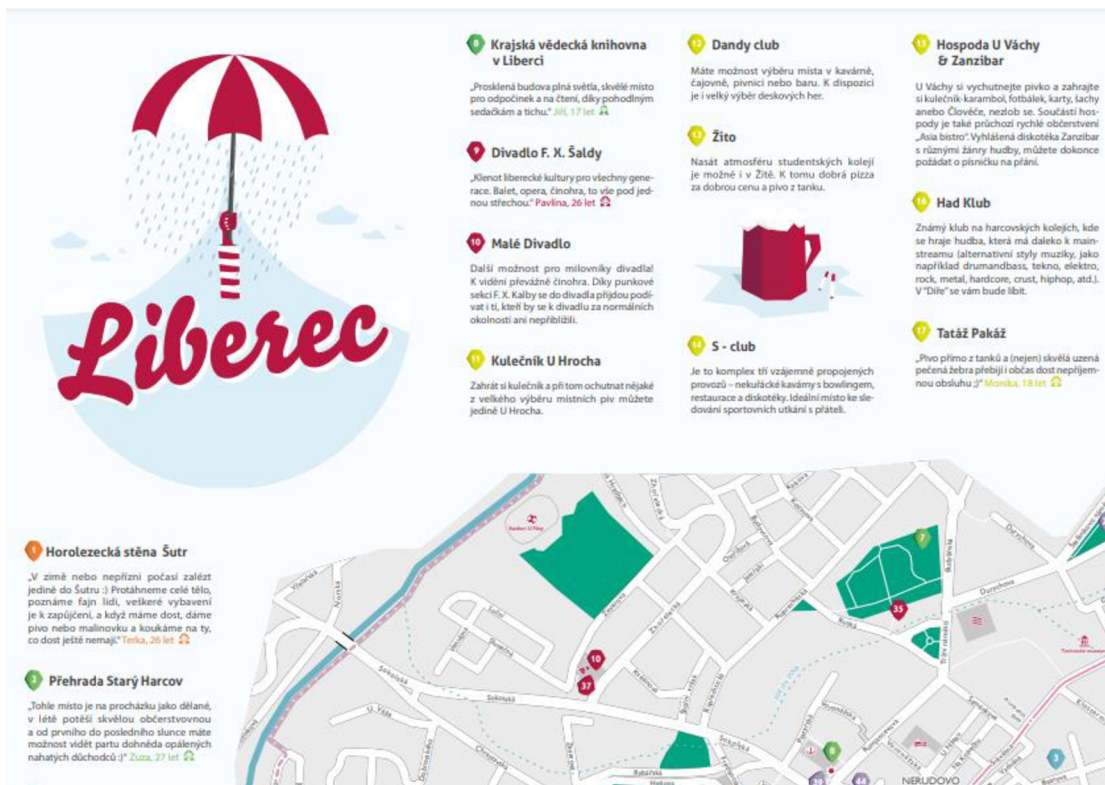 Liberec
8 Krajská vědecká knihovna
v Liberci
„Prosklená budova plná světla, skvělé místo
pro odpočinek a na čtení, díky pohodlným
sedačkám a tichu.“ Jiří, 17 let
9 Divadlo F. X. Šaldy
„Klenot liberecké kultury pro všechny gene-
race. Balet, opera, činohra, to vše pod jed-
nou střechou.“ Pavlína, 26 let
10 Malé Divadlo
Další možnost pro milovníky divadla!
K vidění převážně činohra. Díky punkové
sekci F. X. Kalby se do divadla přijdou podí-
vat i ti, kteří by se k divadlu za normálních
okolností ani nepřiblížili.
11 Kulečník U Hrocha
Zahrát si kulečník a při tom ochutnat nějaké
z velkého výběru místních piv můžete
jedině U Hrocha.
12 Dandy club
Máte možnost výběru místa v kavárně,
čajovně, pivnici nebo baru. K dispozici
je i velký výběr deskových her.
13 Žito
Nasát atmosféru studentských kolejí
je možné i v Žitě. K tomu dobrá pizza
za dobrou cenu a pivo z tanku.
14 S - club
Je to komplex tří vzájemně propojených
provozů – nekuřácké kavárny s bowlingem,
restaurace a diskotéky. Ideální místo ke sle-
dování sportovních utkání s přáteli.
15 Hospoda U Váchy
& Zanzibar
U Váchy si vychutnejte pivko a zahrajte
si kulečník-karambol, fotbálek, karty, šachy
anebo Člověče, nezlob se. Součástí hos-
pody je také průchozí rychlé občerstvení
„Asia bistro“. Vyhlášená diskotéka Zanzibar
s různými žánry hudby, můžete dokonce
požádat o písničku na přání.
16 Had Klub
Známý klub na harcovských kolejích, kde
se hraje hudba, která má daleko k main-
streamu (alternativní styly muziky, jako
například drumandbass, tekno, elektro,
rock, metal, hardcore, crust, hiphop, atd.).
V "Díře" se vám bude líbit.
17 Tatáž Pakáž
„Pivo přímo z tanků a (nejen) skvělá uzená
pečená žebra přebíjí i občas dost nepříjem-
nou obsluhu ;)“ Monika, 18 let
1 Horolezecká stěna Šutr
„V zimě nebo nepřízni počasí zalézt
jedině do Šutru :) Protáhneme celé tělo,
poznáme fajn lidi, veškeré vybavení
je k zapůjčení, a když máme dost, dáme
pivo nebo malinovku a koukáme na ty,
co dost ještě nemají.“ Terka, 26 let
3 Přehrada Starý Harcov
„Tohle místo je na procházku jako dělané,
v létě potěší skvělou občerstvovnou
a od prvního do posledního slunce máte
možnost vidět partu dohněda opálených
nahatých důchodců :)“ Zuza, 27 let
7
35
10
37
8
3
39
44
Norská
Sokolská
Sokolská
Sokolská
Ruská
Durychova
Durychova
Budyšínská
Tržní náměstí
U Vaza
Rybářská
NERUDOVO